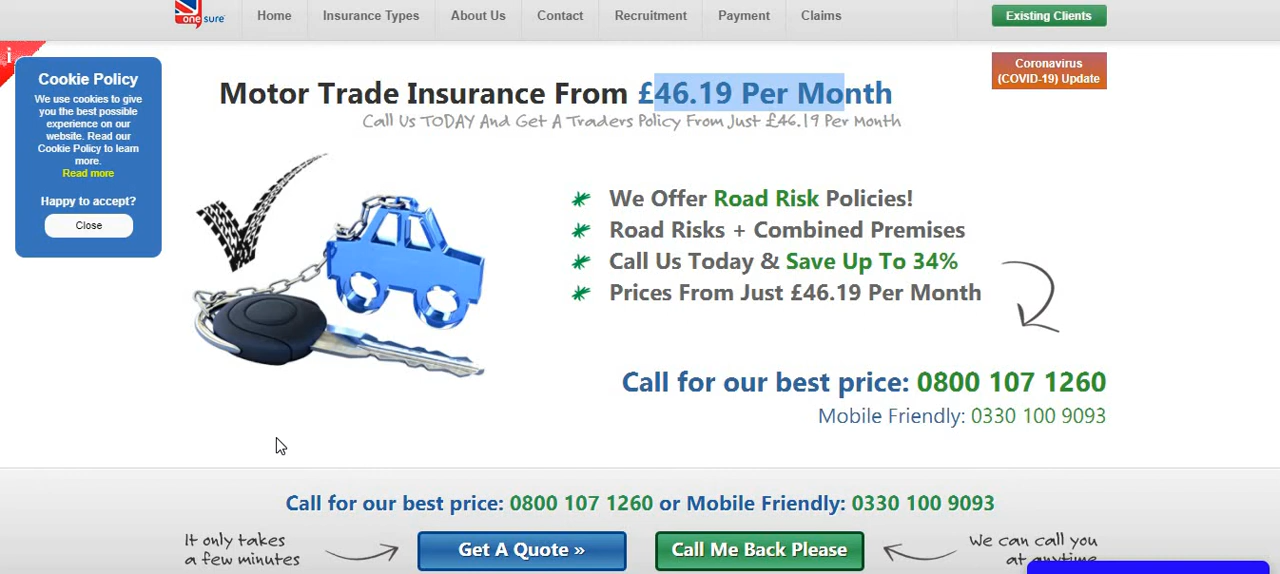 one sure
Home
Insurance Types
About Us
Contact
Recruitment
Payment
Claims
Existing Clients
i
Cookie Policy
We use cookies to give
you the best possible
experience on our
website. Read our
Cookie Policy to learn
more.
Read more
Happy to accept?
Close
Coronavirus
(COVID-19) Update
Motor Trade Insurance From £46.19 Per Month
Call Us TODAY And Get A Traders Policy From Just £46.19 Per Month
We Offer Road Risk Policies!
Road Risks + Combined Premises
Call Us Today & Save Up To 34%
Prices From Just £46.19 Per Month
Call for our best price: 0800 107 1260
Mobile Friendly: 0330 100 9093
Call for our best price: 0800 107 1260 or Mobile Friendly: 0330 100 9093
It only takes
a few minutes
Get A Quote »
Call Me Back Please
We can call you
at anytime